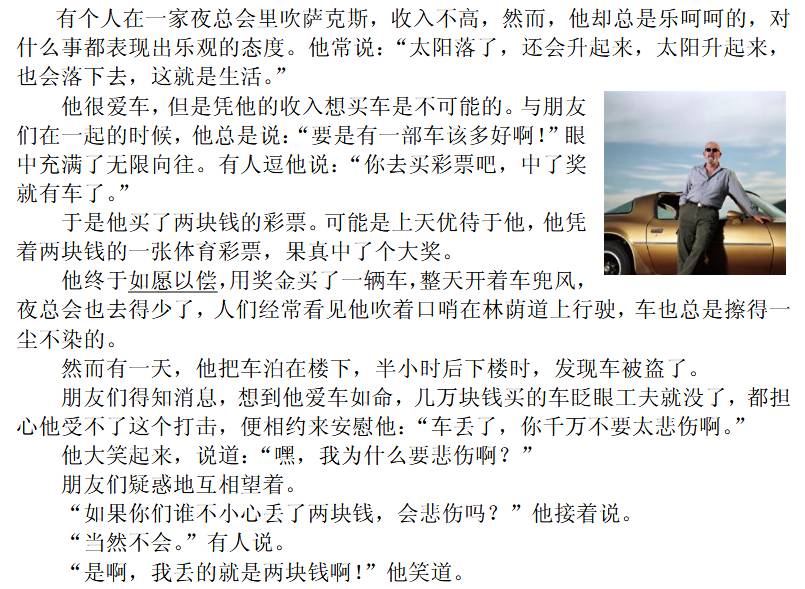 有个人在一家夜总会里吹萨克斯，收入不高，然而，他却总是乐呵呵的，对
什么事都表现出乐观的态度。他常说：“太阳落了，还会升起来，太阳升起来，
也会落下去，这就是生活。”
他很爱车，但是凭他的收入想买车是不可能的。与朋友
们在一起的时候，他总是说：“要是有一部车该多好啊！”眼
中充满了无限向往。有人逗他说：“你去买彩票吧，中了奖
就有车了。”
于是他买了两块钱的彩票。可能是上天优待于他，他凭
着两块钱的一张体育彩票，果真中了个大奖。
他终于如愿以偿，用奖金买了一辆车，整天开着车兜风，
夜总会也去得少了，人们经常看见他吹着口哨在林荫道上行驶，车也总是擦得一
尘不染的。
然而有一天，他把车泊在楼下，半小时后下楼时，发现车被盗了。
朋友们得知消息，想到他爱车如命，几万块钱买的车眨眼工夫就没了，都担
心他受不了这个打击，便相约来安慰他：“车丢了，你千万不要太悲伤啊。”
他大笑起来，说道：“嘿，我为什么要悲伤啊？”
朋友们疑惑地互相望着。
“如果你们谁不小心丢了两块钱，会悲伤吗？”他接着说。
“当然不会。”有人说。
“是啊，我丢的就是两块钱啊！”他笑道。